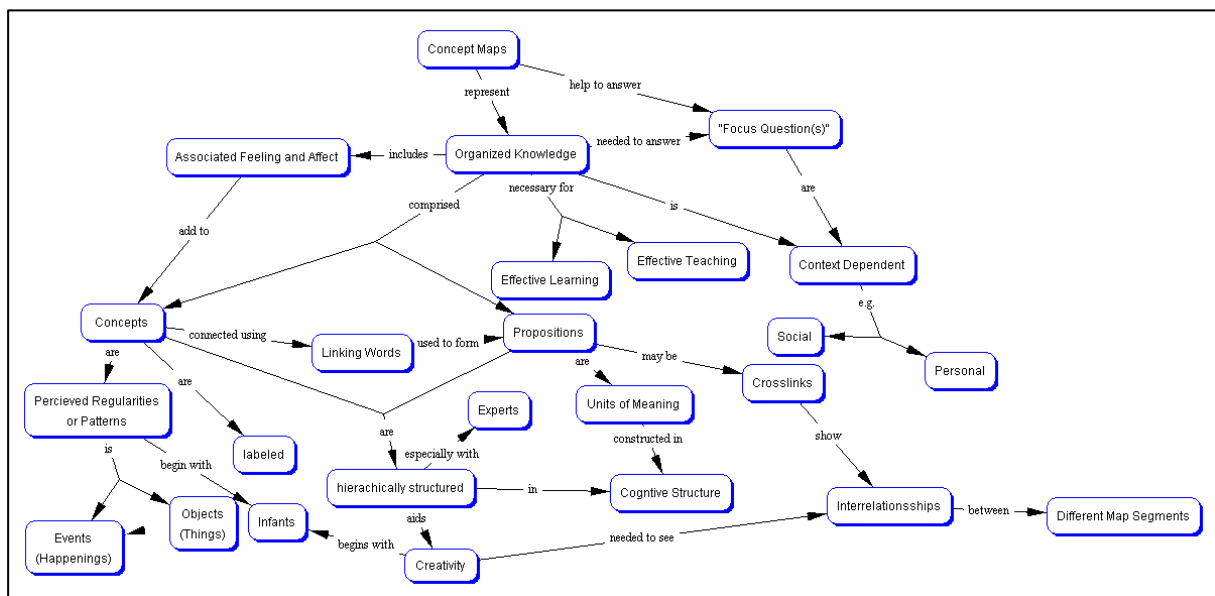 Concept Maps
help to answer
represent
"Focus Question(s)"
needed to answer
Organized Knowledge
includes
Associated Feeling and Affect
necessary for
are
comprised
is
add to
Effective Teaching
Effective Learning
Context Dependent
e.g.
Concepts
connected using
Linking Words
used to form
Propositions
Social
Personal
are
are
are
may be
Crosslinks
Percieved Regularities
or Patterns
Experts
Units of Meaning
are
show
labeled
especially with
constructed in
is
begin with
hierachically structured
in
Cogntive Structure
Objects
(Things)
Infants
Interrelationsships
between
Different Map Segments
Events
(Happenings)
aids
begins with
needed to see
Creativity